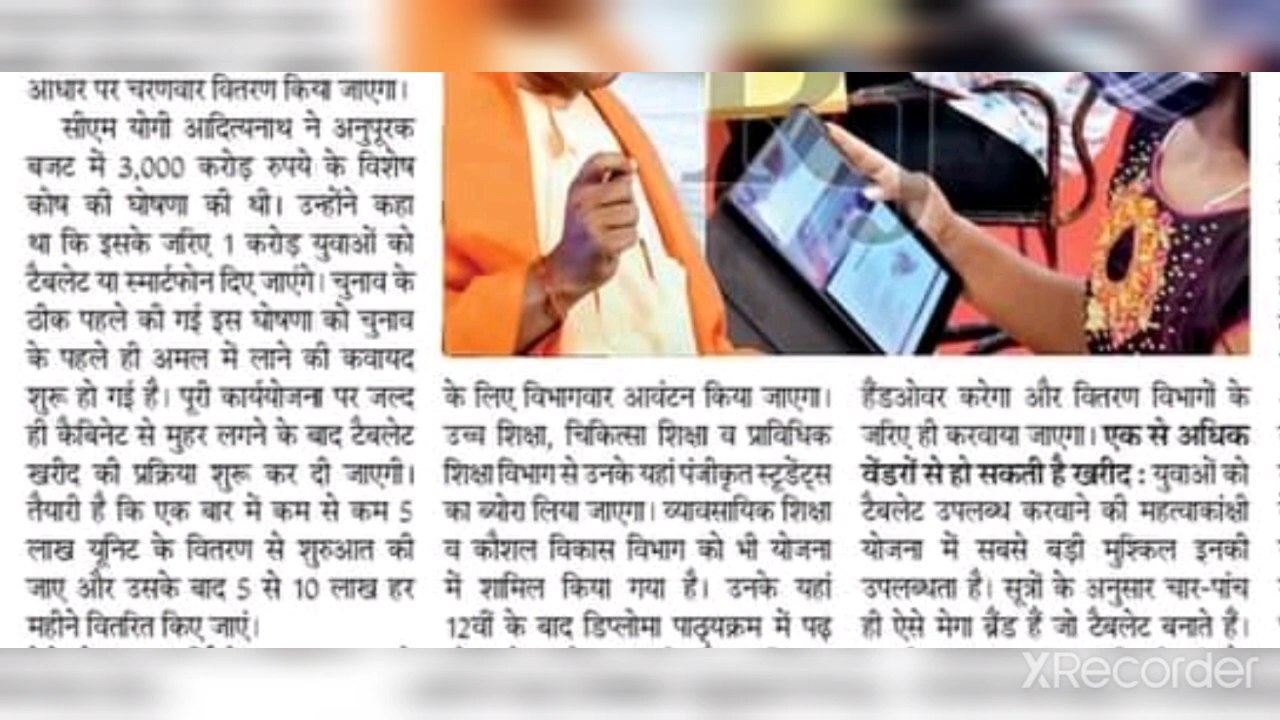 आधार पर चरणवार वितरण किया जाएगा।
सीएम योगी आदित्यनाथ ने अनुपूरक
बजट में 3,000 करोड़ रुपये के विशेष
कोष की घोषणा की थी। उन्होंने कहा
था कि इसके जरिए 1 करोड़ युवाओं को
टैबलेट या स्मार्टफोन दिए जाएंगे। चुनाव के
ठीक पहले की गई इस घोषणा को चुनाव
के पहले ही अमल में लाने की कवायद
शुरू हो गई है। पूरी कार्ययोजना पर जल्द
ही कैबिनेट से मुहर लगने के बाद टैबलेट
खरीद की प्रक्रिया शुरू कर दी जाएगी।
तैयारी है कि एक बार में कम से कम 5
लाख यूनिट के वितरण से शुरुआत की
जाए और उसके बाद 5 से 10 लाख हर
महीने वितरित किए जाएं।
के लिए विभागवार आवंटन किया जाएगा।
उच्च शिक्षा, चिकित्सा शिक्षा व प्राविधिक
शिक्षा विभाग से उनके यहां पंजीकृत स्टूडेंट्स
का ब्योरा लिया जाएगा। व्यावसायिक शिक्षा
व कौशल विकास विभाग को भी योजना
में शामिल किया गया है। उनके यहां
12वीं के बाद डिप्लोमा पाठ्यक्रम में पढ़
हैंडओवर करेगा और वितरण विभागों के
जरिए ही करवाया जाएगा। एक से अधिक
वेंडरों से हो सकती है खरीद : युवाओं को
टैबलेट उपलब्ध करवाने की महत्वाकांक्षी
योजना में सबसे बड़ी मुश्किल इनकी
उपलब्धता है। सूत्रों के अनुसार चार-पांच
ही ऐसे मेगा ब्रैंड हैं जो टैबलेट बनाते हैं।
XRecorder